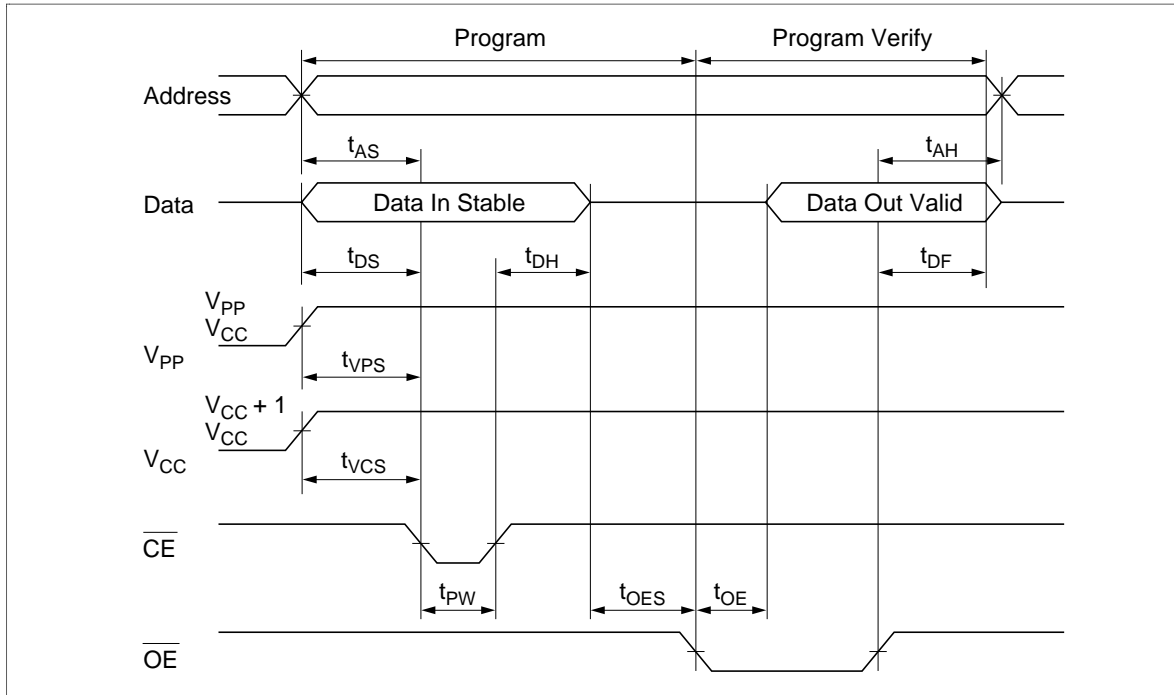 Program
Program Verify
Address
tAS
tAH
Data
Data In Stable
Data Out Valid
tDS
tDH
tDF
VPP
VCC
VPP
tVPS
VCC + 1
VCC
VCC
tVCS
CE
tPW
tOES
tOE
OE